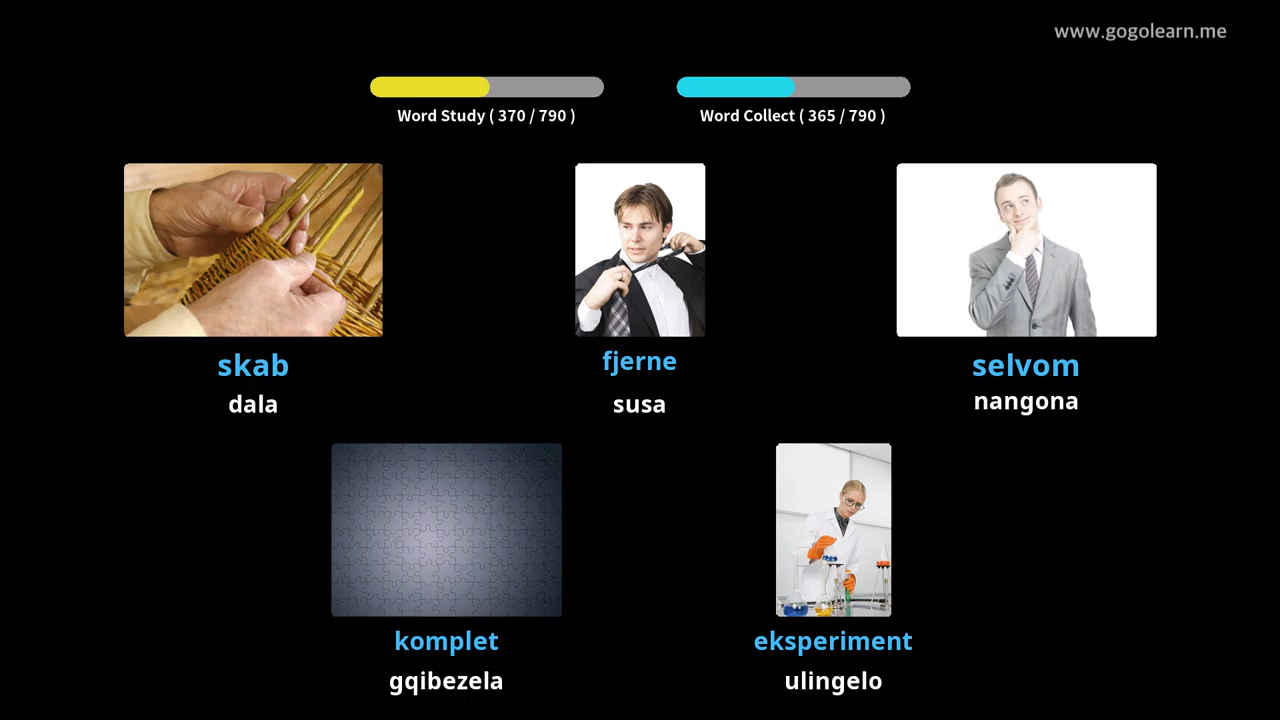 www.gogolearn.me
Word Study ( 370 / 790 )
Word Collect ( 365 / 790 )
skab
dala
fjerne
susa
selvom
nangona
komplet
gqibezela
eksperiment
ulingelo